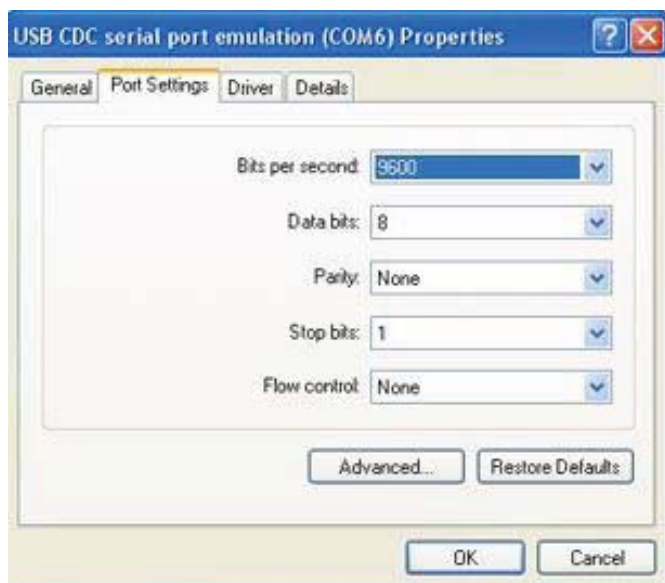 USB CDC serial port emulation (COM6) Properties
General Port Settings Driver Details
Bits per second: 9600
Data bits: 8
Parity: None
Stop bits: 1
Flow control: None
Advanced... Restore Defaults
OK Cancel